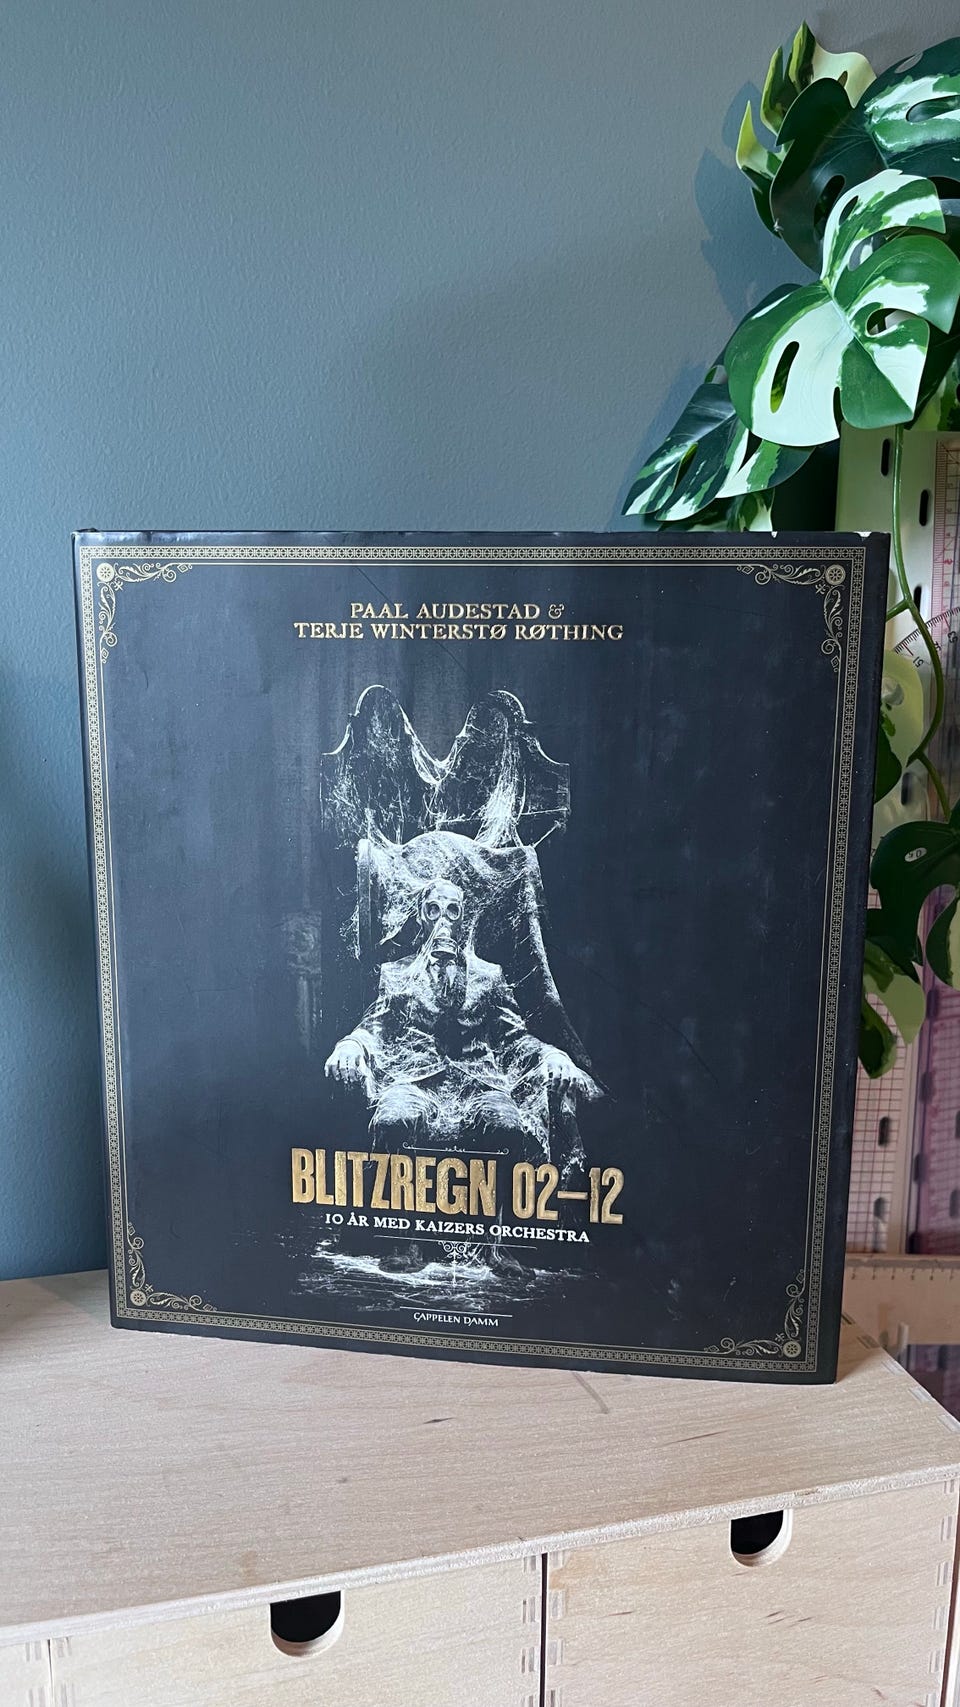 PAAL AUDESTAD &
TERJE WINTERSTØ RØTHING
BLITZREGN 02–12
10 ÅR MED KAIZERS ORCHESTRA
CAPPELEN DAMM